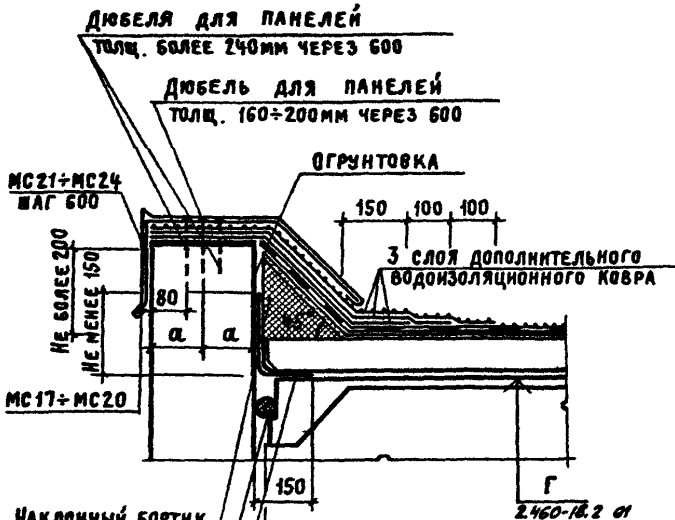 ДЮБЕЛЯ ДЛЯ ПАНЕЛЕЙ
ТОЛЩ. БОЛЕЕ 240ММ ЧЕРЕЗ 600
ДЮБЕЛЬ ДЛЯ ПАНЕЛЕЙ
ТОЛЩ. 160÷200ММ ЧЕРЕЗ 600
ОГРУНТОВКА
МС21÷МС24
ШАГ 600
150
100
100
3 СЛОЯ ДОПОЛНИТЕЛЬНОГО
ВОДОИЗОЛЯЦИОННОГО КОВРА
НЕ БОЛЕЕ 200
НЕ МЕНЕЕ 150
80
а
а
45°
МС17÷МС20
150
Г
2.460-18.2 01
НАКЛОННЫЙ БОРТИК